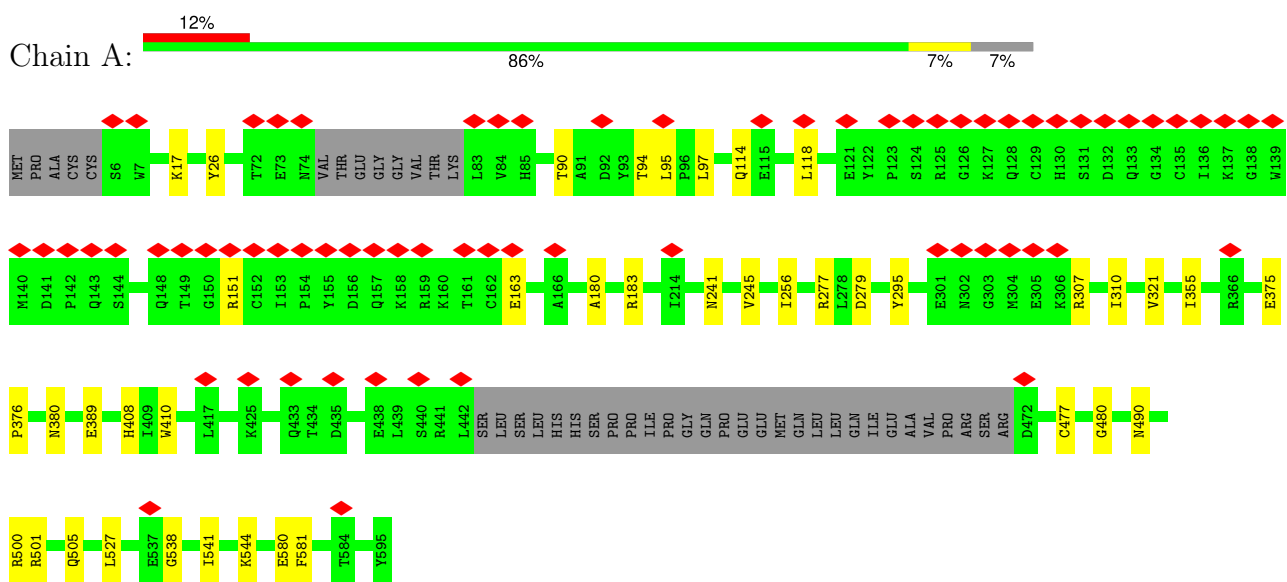 12%
Chain A:
86% 7% 7%
MET PRO ALA CYS CYS S6 W7 K17 Y26 T72 E73 N74 VAL THR GLU GLY GLY VAL THR LYS L83 V84 H85 T90 A91 D92 Y93 T94 L95 P96 L97 Q114 E115 L118 E121 Y122 P123 S124 R125 G126 K127 Q128 C129 H130 S131 D132 Q133 G134 C135 I136 K137 G138 W139
M140 D141 P142 Q143 S144 Q148 T149 G150 R151 C152 I153 P154 Y155 D156 Q157 K158 R159 K160 T161 C162 E163 A166 A180 R183 I214 N241 V245 I256 R277 L278 D279 Y295 E301 N302 G303 M304 E305 K306 R307 I310 V321 I355 R366 E375
P376 N380 E389 H408 I409 W410 L417 K425 Q433 T434 D435 E438 L439 S440 R441 L442 SER LEU SER LEU HIS HIS SER PRO PRO ILE PRO GLY GLN PRO GLU GLU MET GLN LEU LEU GLN ILE GLU ALA VAL PRO ARG SER ARG D472 C477 G480 N490
R500 R501 Q505 L527 E537 G538 I541 K544 E580 F581 T584 Y595